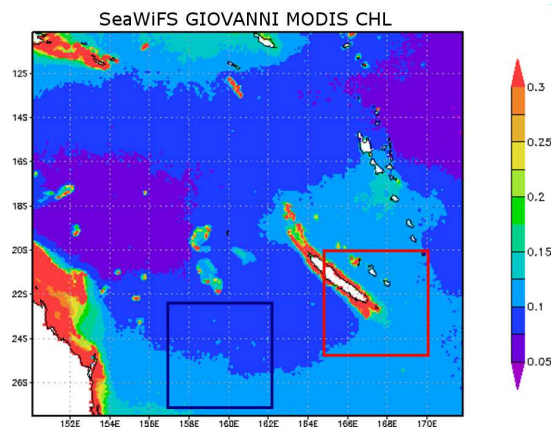 SeaWiFS GIOVANNI MODIS CHL
12S
14S
16S
18S
20S
22S
24S
26S
152E
154E
156E
158E
160E
162E
164E
166E
168E
170E
0.3
0.25
0.2
0.15
0.1
0.05